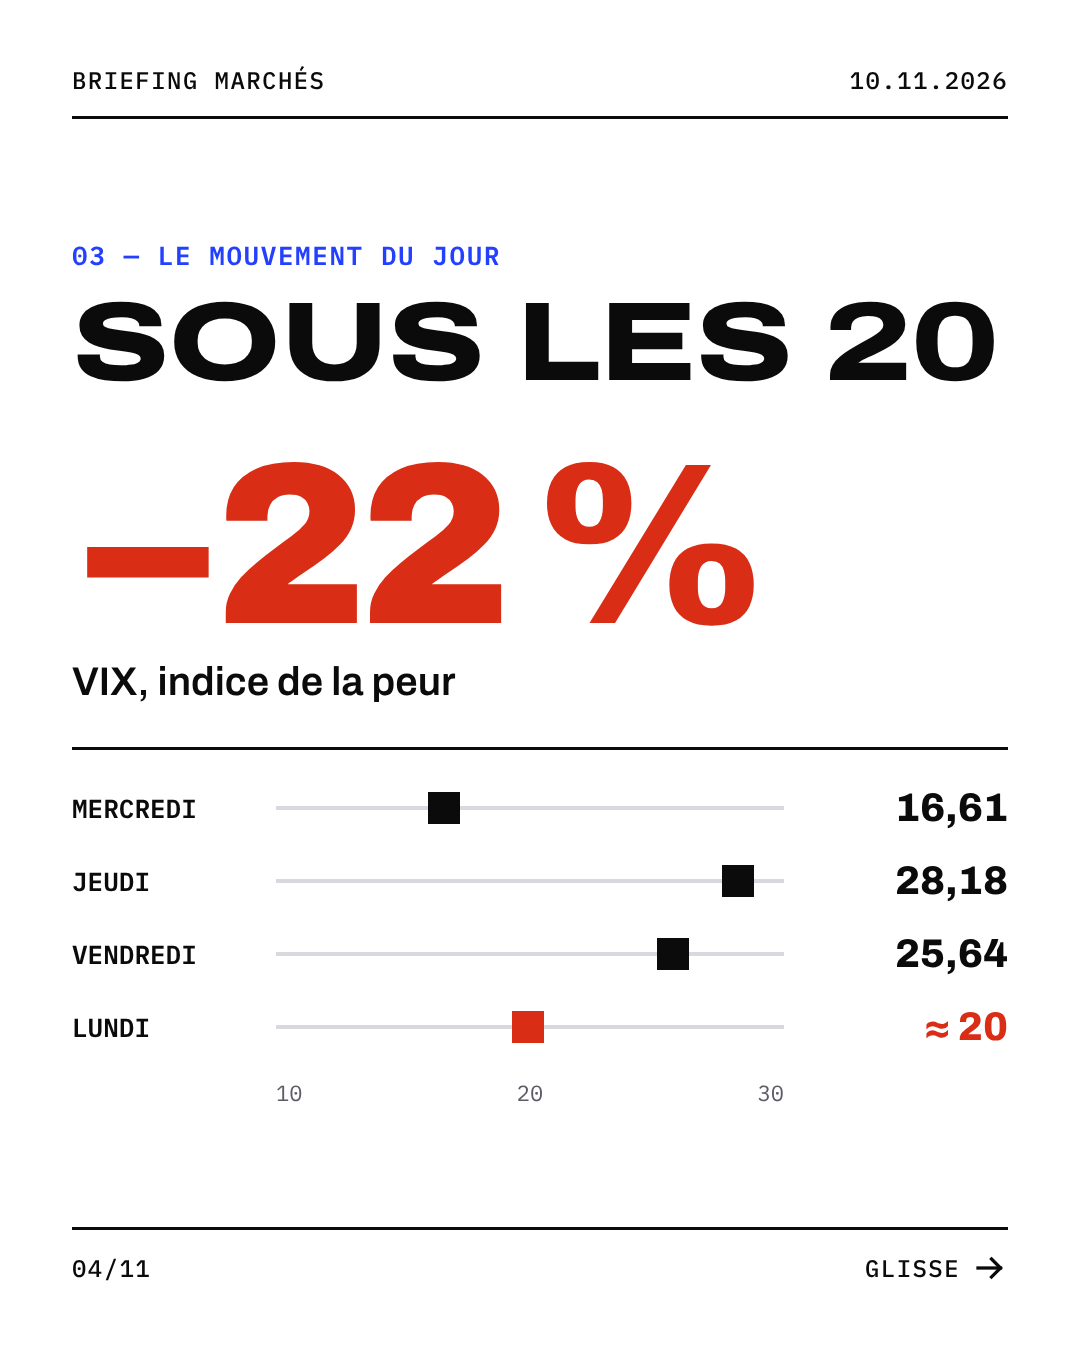 BRIEFING MARCHÉS
10.11.2026
03 — LE MOUVEMENT DU JOUR
SOUS LES 20
–22 %
VIX, indice de la peur
MERCREDI 16,61
JEUDI 28,18
VENDREDI 25,64
LUNDI ≈ 20
10 20 30
04/11
GLISSE →